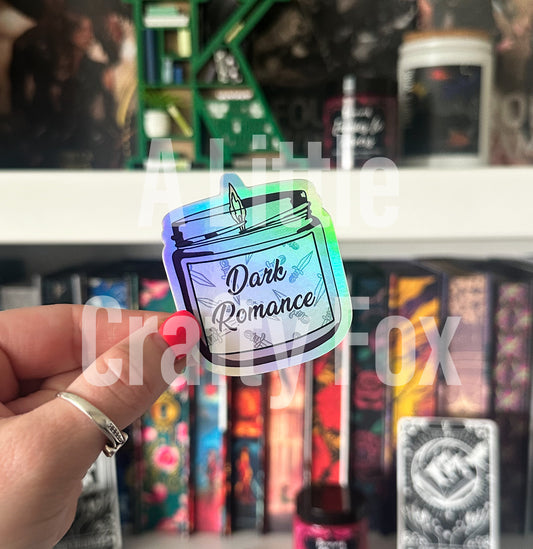 A Little
Dark
Romance
Crafty Fox